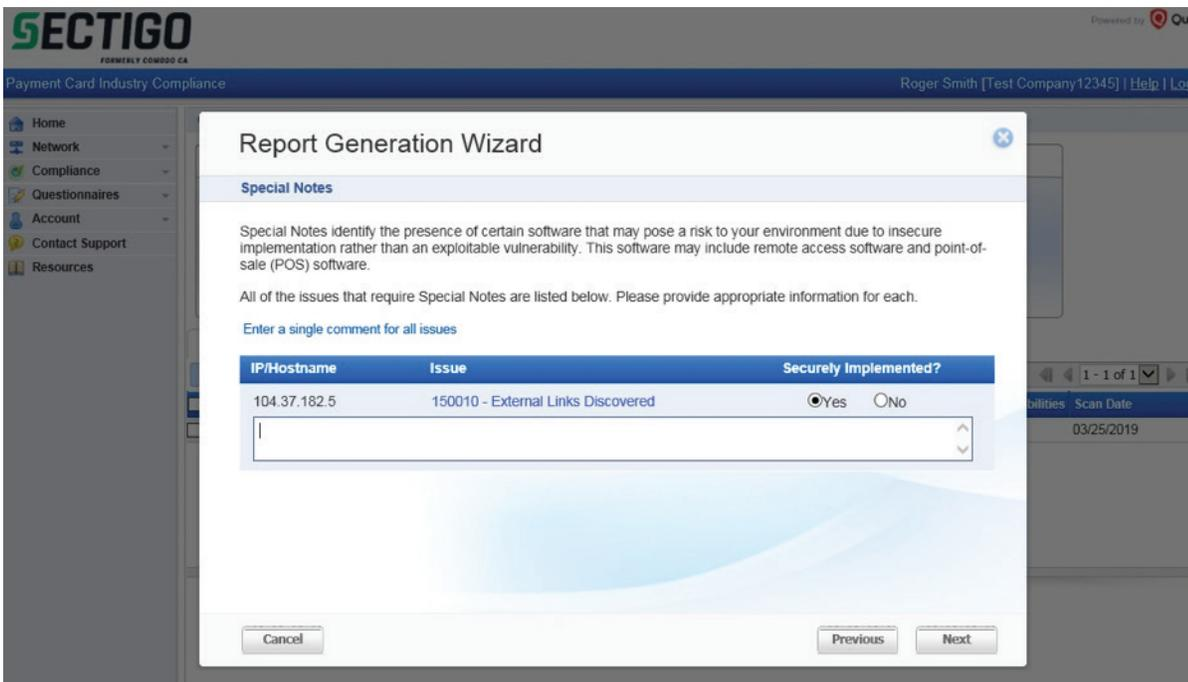 SECTIGO
FORMERLY COMODO CA
Powered by
Payment Card Industry Compliance
Roger Smith [Test Company12345] | Help |
Home
Network
Compliance
Questionnaires
Account
Contact Support
Resources
Report Generation Wizard
Special Notes
Special Notes identify the presence of certain software that may pose a risk to your environment due to insecure
implementation rather than an exploitable vulnerability. This software may include remote access software and point-of-
sale (POS) software.
All of the issues that require Special Notes are listed below. Please provide appropriate information for each.
Enter a single comment for all issues
IP/Hostname Issue Securely Implemented?
104.37.182.5 150010 - External Links Discovered Yes No
1 - 1 of 1
Scan Date
03/25/2019
Cancel Previous Next